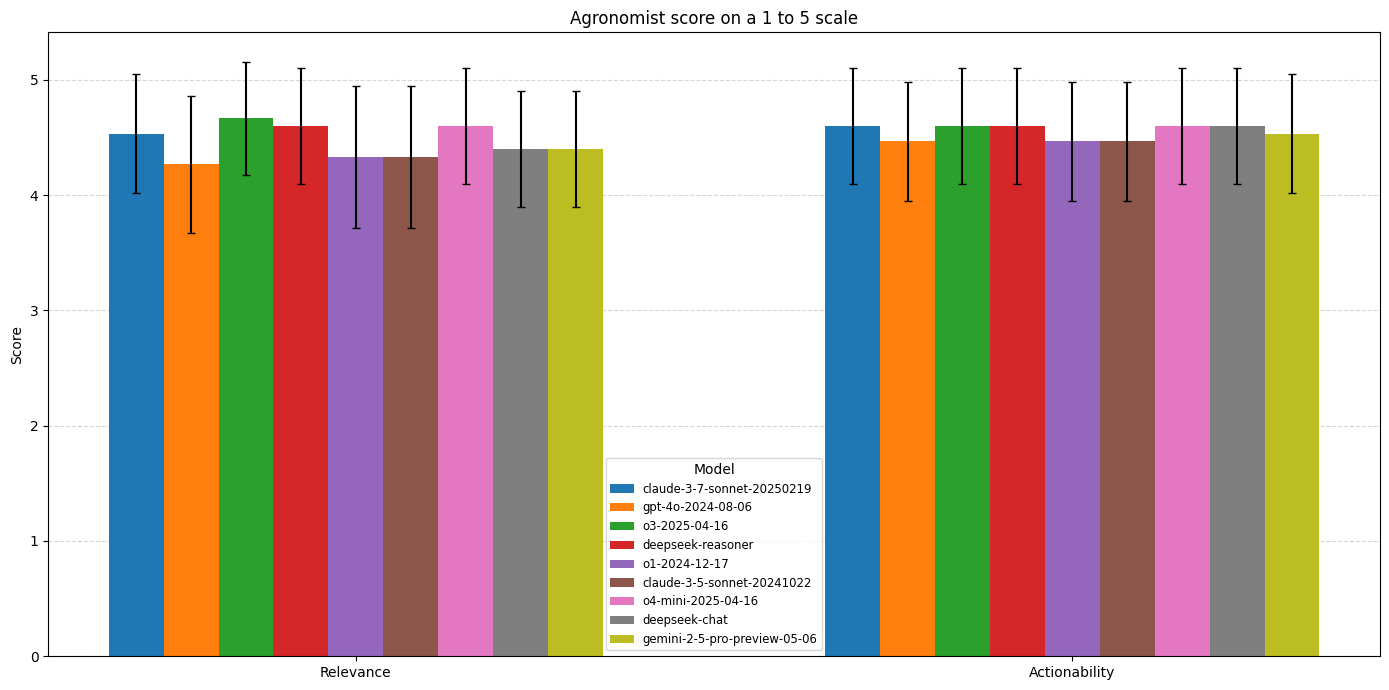 Agronomist score on a 1 to 5 scale
Score
5
4
3
2
1
0
Relevance
Actionability
Model
claude-3-7-sonnet-20250219
gpt-4o-2024-08-06
o3-2025-04-16
deepseek-reasoner
o1-2024-12-17
claude-3-5-sonnet-20241022
o4-mini-2025-04-16
deepseek-chat
gemini-2-5-pro-preview-05-06